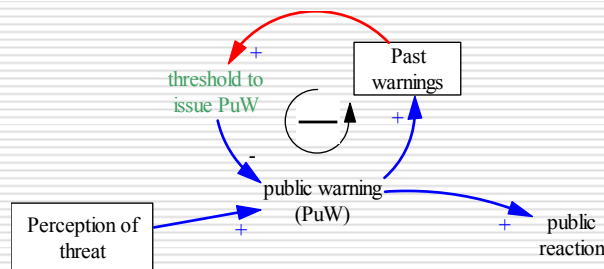 +
Past
warnings
threshold to
issue PuW
+
-
public warning
(PuW)
Perception of
threat
+
+
public
reaction